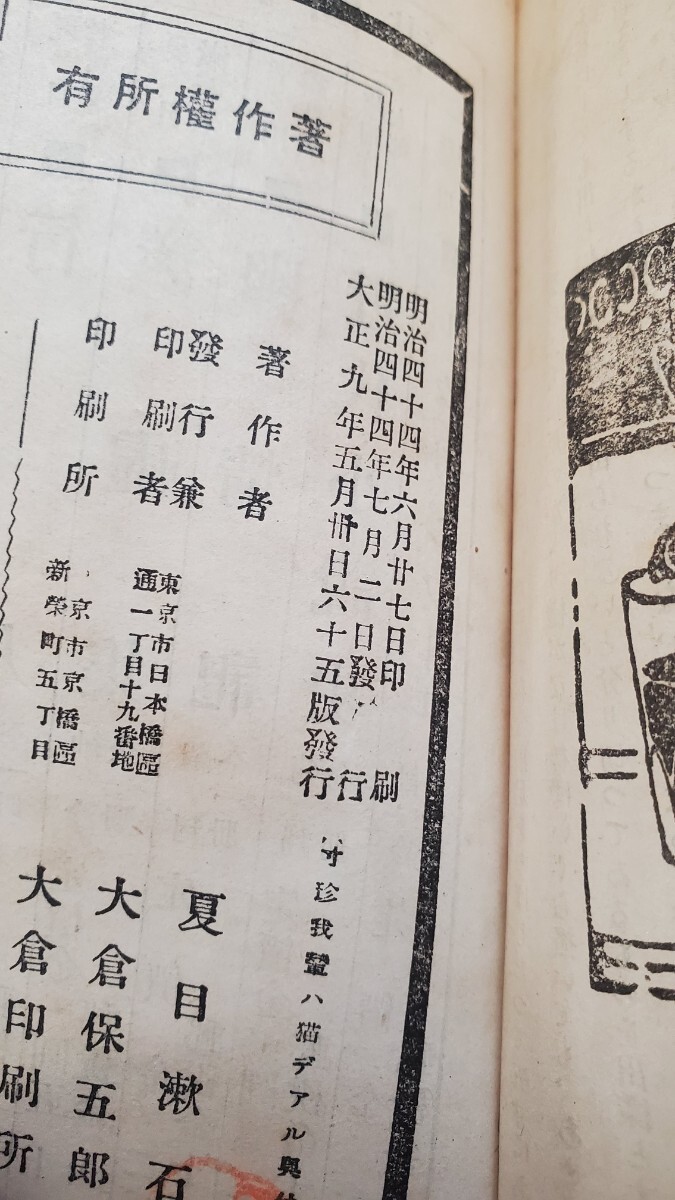 有所權作著
明治四十四年六月廿七日印刷
明治四十四年七月二日發行
大正九年五月卅日六十五版發行
珍我輩ハ猫デアル奧
著作者
夏目漱石
發行兼
印刷者
東京市日本橋區
通一丁目十九番地
大倉保五郎
印刷所
京市京橋區
新榮町五丁目
大倉印刷所